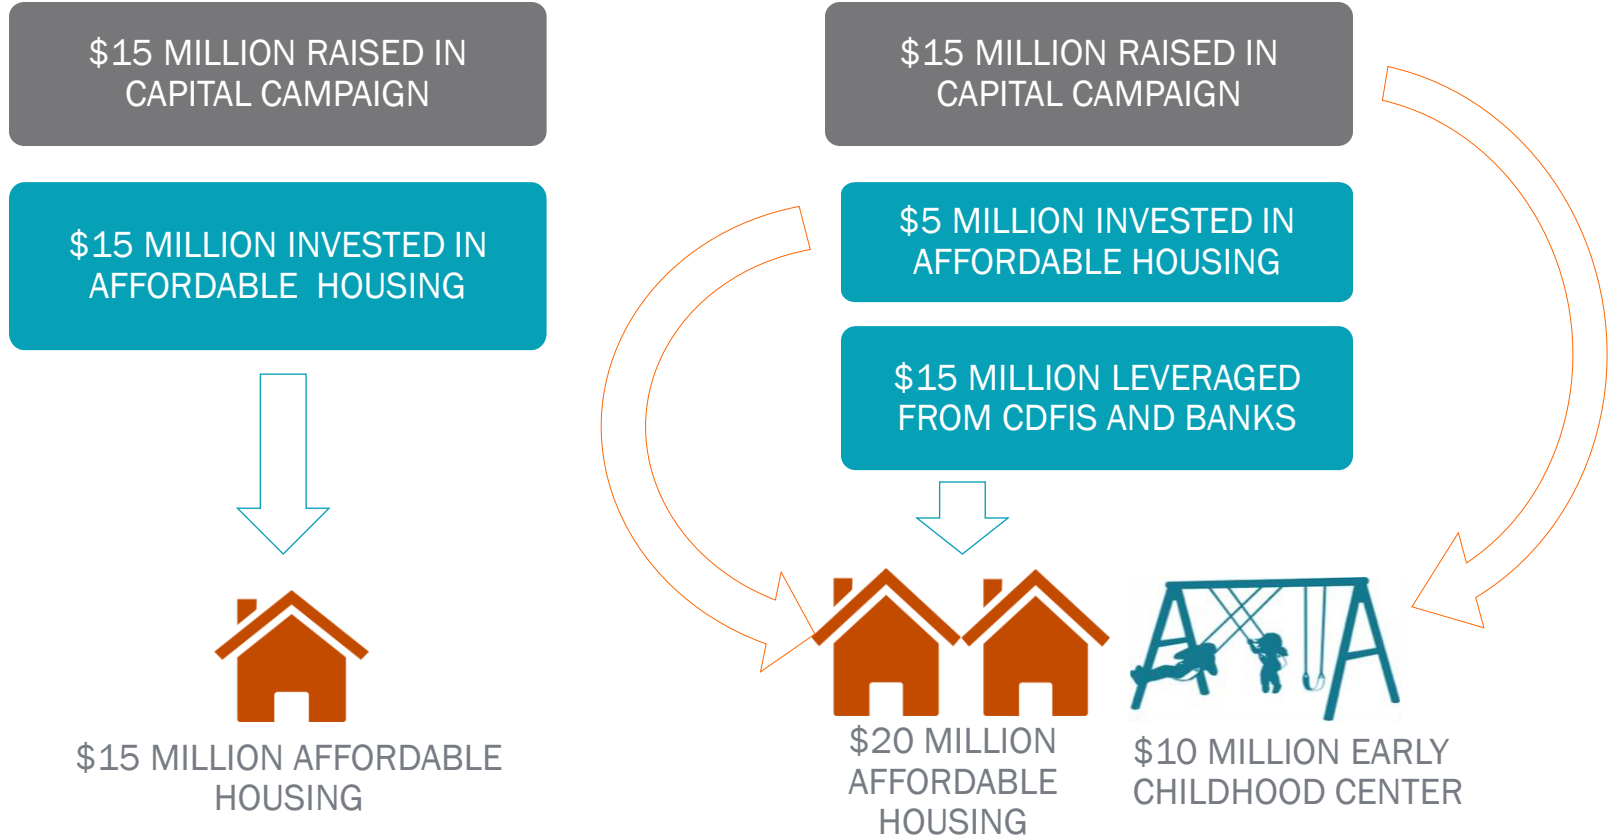 $15 MILLION RAISED IN
CAPITAL CAMPAIGN
$15 MILLION INVESTED IN
AFFORDABLE HOUSING
$15 MILLION AFFORDABLE
HOUSING
$15 MILLION RAISED IN
CAPITAL CAMPAIGN
$5 MILLION INVESTED IN
AFFORDABLE HOUSING
$15 MILLION LEVERAGED
FROM CDFIS AND BANKS
$20 MILLION
AFFORDABLE
HOUSING
$10 MILLION EARLY
CHILDHOOD CENTER